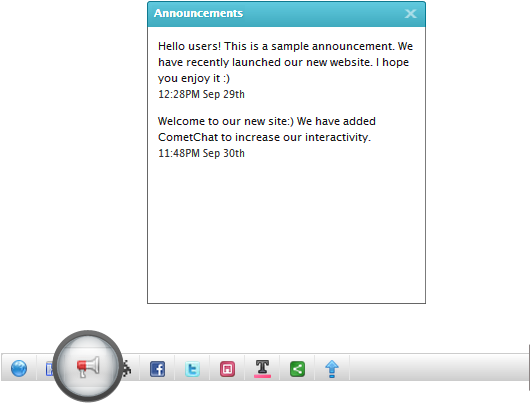 Announcements
Hello users! This is a sample announcement. We
have recently launched our new website. I hope
you enjoy it :)
12:28PM Sep 29th
Welcome to our new site:) We have added
CometChat to increase our interactivity.
11:48PM Sep 30th